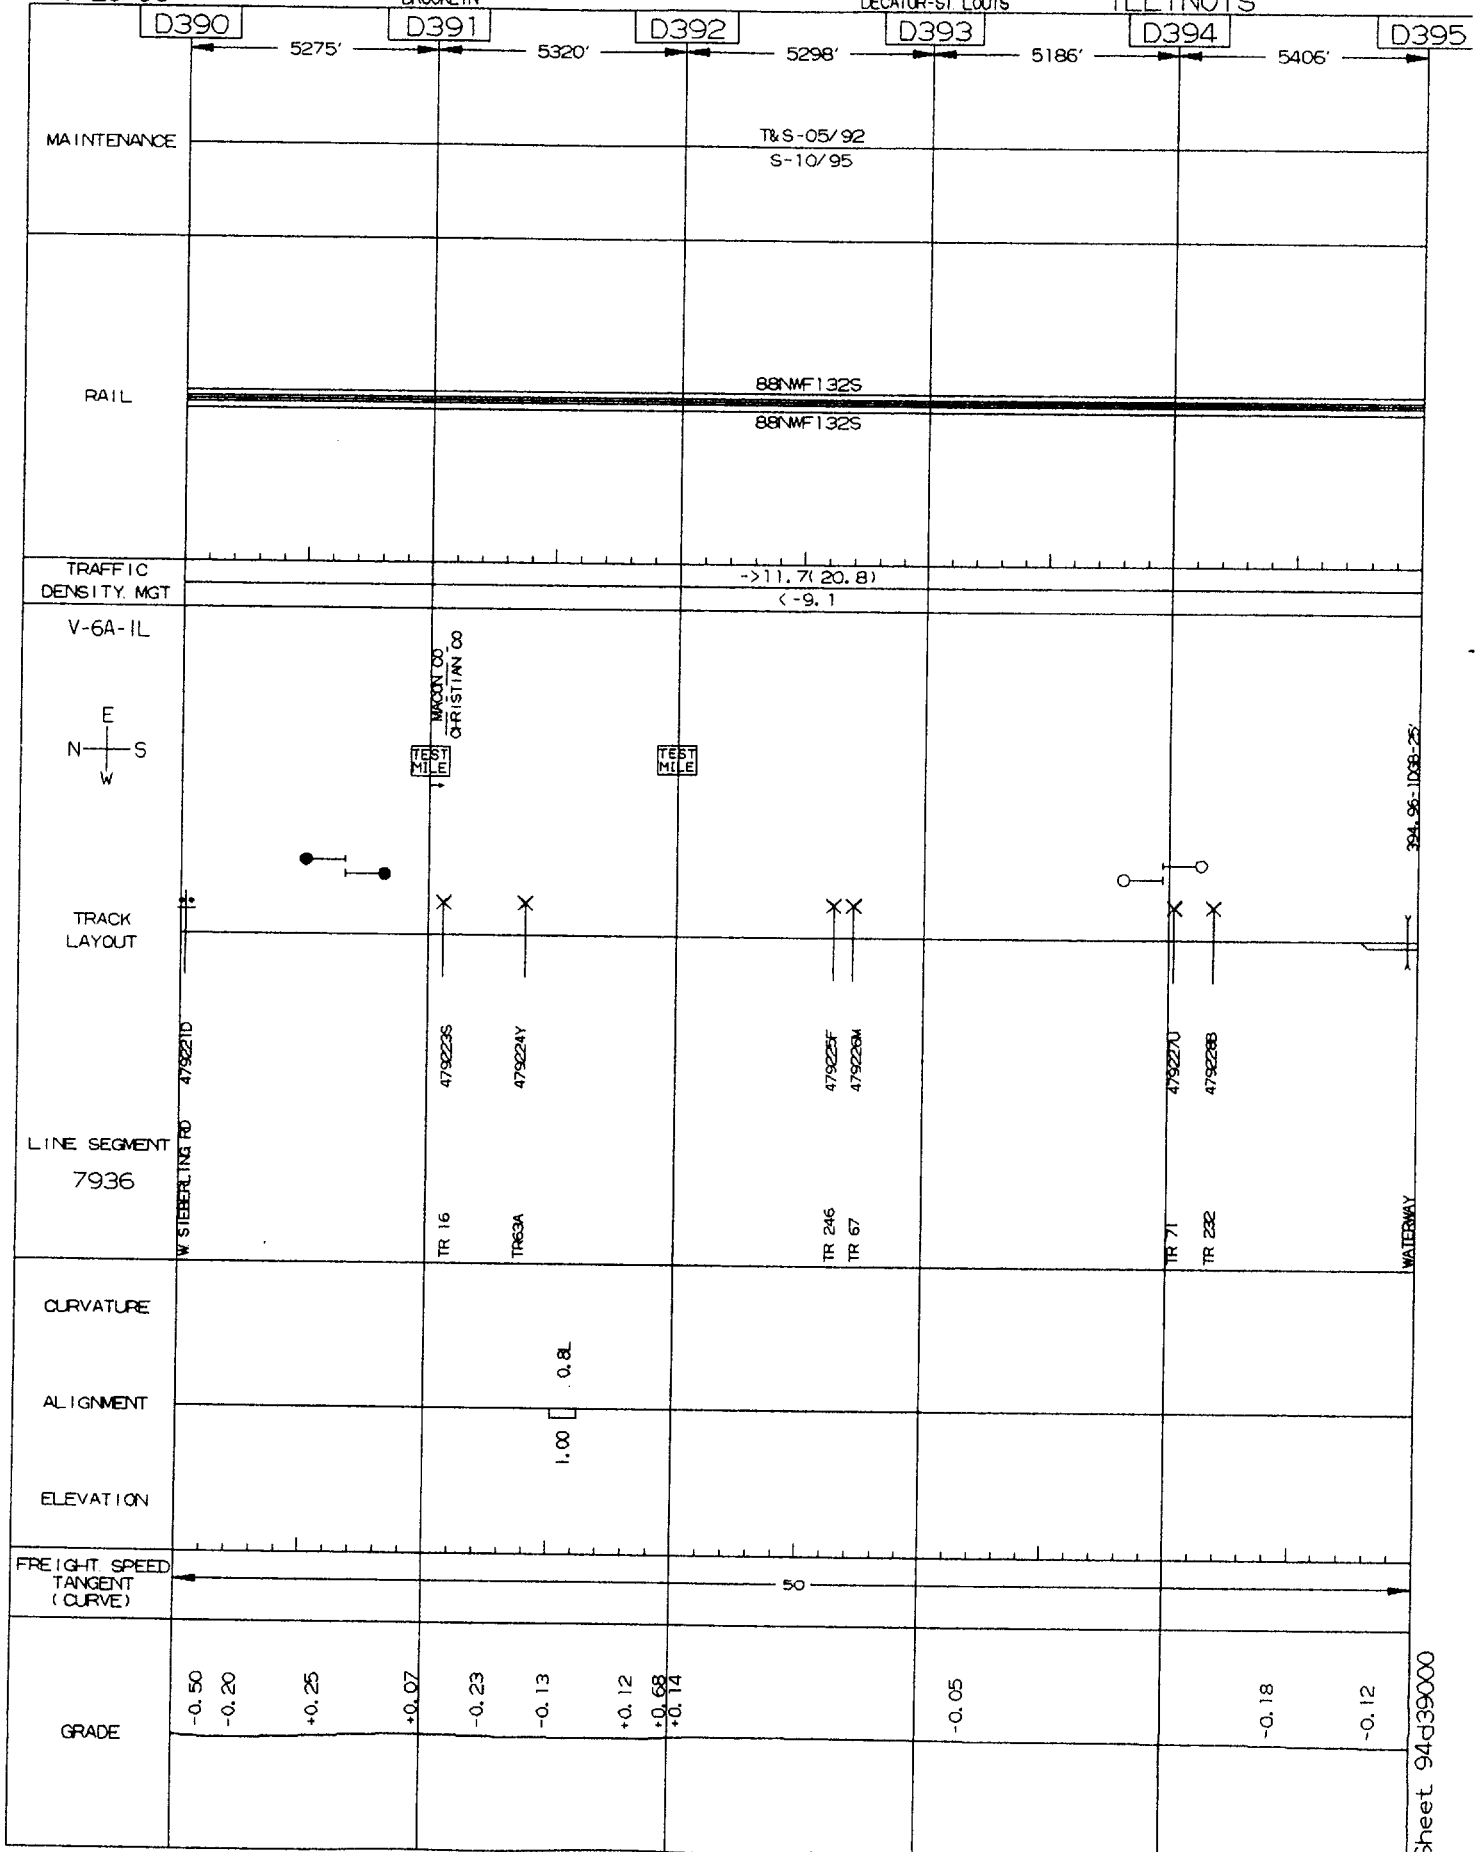 DECATUR-ST. LOUIS
ILLINOIS
D390
D391
D392
D393
D394
D395
5275'
5320'
5298'
5186'
5406'
MAINTENANCE
T&S-05/92
S-10/95
RAIL
88NWF132S
88NWF132S
TRAFFIC
DENSITY. MGT
->11.7(20.8)
<-9.1
V-6A-IL
MACON CO
CHRISTIAN CO
E
N
S
W
TEST
MILE
TEST
MILE
394.96-1DGB-25'
TRACK
LAYOUT
479221D
479223S
479224Y
479225F
479226M
479227U
479228B
LINE SEGMENT
7936
W. SIEBERLING RD
TR 16
TR63A
TR 246
TR 67
TR 71
TR 232
WATERWAY
CURVATURE
0.8L
ALIGNMENT
1.00
ELEVATION
FREIGHT. SPEED
TANGENT
(CURVE)
50
GRADE
-0.50
-0.20
+0.25
+0.07
-0.23
-0.13
+0.12
+0.68
+0.14
-0.05
-0.18
-0.12
Sheet 94d39000